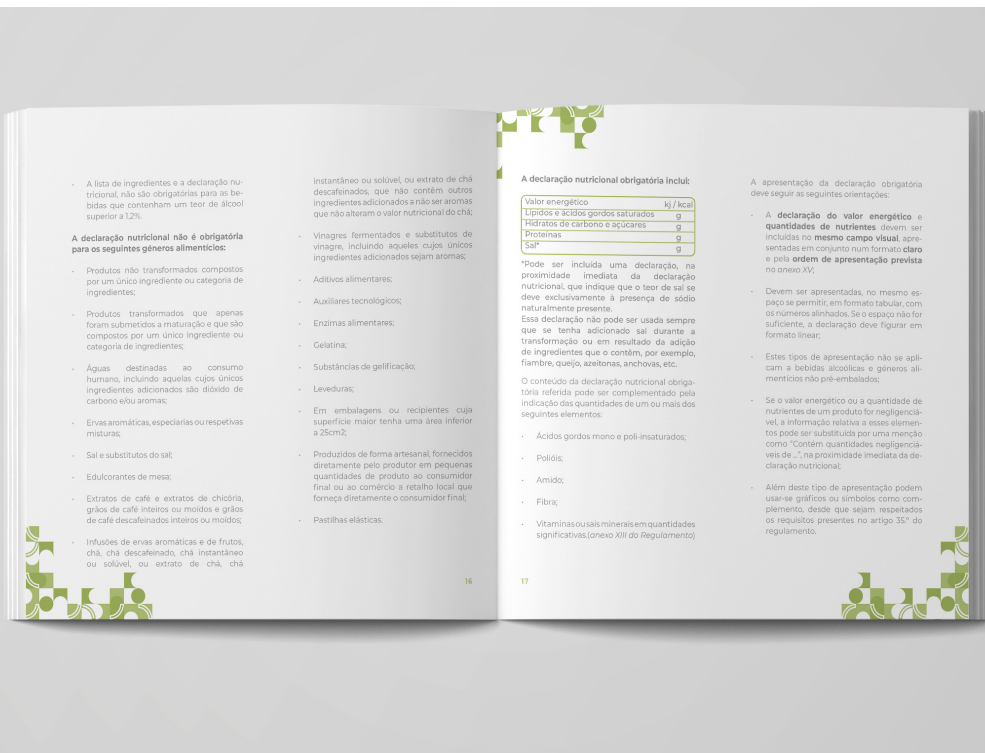 · A lista de ingredientes e a declaração nu-
tricional, não são obrigatórias para as be-
bidas que contenham um teor de álcool
superior a 1,2%.
A declaração nutricional não é obrigatória
para os seguintes géneros alimentícios:
· Produtos não transformados compostos
por um único ingrediente ou categoria de
ingredientes;
· Produtos transformados que apenas
foram submetidos a maturação e que são
compostos por um único ingrediente ou
categoria de ingredientes;
· Águas destinadas ao consumo
humano, incluindo aquelas cujos únicos
ingredientes adicionados são dióxido de
carbono e/ou aromas;
· Ervas aromáticas, especiarias ou respetivas
misturas;
· Sal e substitutos do sal;
· Edulcorantes de mesa;
· Extratos de café e extratos de chicória,
grãos de café inteiros ou moídos e grãos
de café descafeinados inteiros ou moídos;
· Infusões de ervas aromáticas e de frutos,
chá, chá descafeinado, chá instantâneo
ou solúvel, ou extrato de chá, chá
instantâneo ou solúvel, ou extrato de chá
descafeinados, que não contêm outros
ingredientes adicionados a não ser aromas
que não alteram o valor nutricional do chá;
· Vinagres fermentados e substitutos de
vinagre, incluindo aqueles cujos únicos
ingredientes adicionados sejam aromas;
· Aditivos alimentares;
· Auxiliares tecnológicos;
· Enzimas alimentares;
· Gelatina;
· Substâncias de gelificação;
· Leveduras;
· Em embalagens ou recipientes cuja
superfície maior tenha uma área inferior
a 25cm2;
· Produzidos de forma artesanal, fornecidos
diretamente pelo produtor em pequenas
quantidades de produto ao consumidor
final ou ao comércio a retalho local que
forneça diretamente o consumidor final;
· Pastilhas elásticas.
16
A declaração nutricional obrigatória inclui:
Valor energético kj / kcal
Lípidos e ácidos gordos saturados g
Hidratos de carbono e açúcares g
Proteínas g
Sal* g
*Pode ser incluída uma declaração, na
proximidade imediata da declaração
nutricional, que indique que o teor de sal se
deve exclusivamente à presença de sódio
naturalmente presente.
Essa declaração não pode ser usada sempre
que se tenha adicionado sal durante a
transformação ou em resultado da adição
de ingredientes que o contêm, por exemplo,
fiambre, queijo, azeitonas, anchovas, etc.
O conteúdo da declaração nutricional obriga-
tória referida pode ser complementado pela
indicação das quantidades de um ou mais dos
seguintes elementos:
· Ácidos gordos mono e poli-insaturados;
· Polióis;
· Amido;
· Fibra;
· Vitaminas ou sais minerais em quantidades
significativas.(anexo XIII do Regulamento)
17
A apresentação da declaração obrigatória
deve seguir as seguintes orientações:
· A declaração do valor energético e
quantidades de nutrientes devem ser
incluídas no mesmo campo visual, apre-
sentadas em conjunto num formato claro
e pela ordem de apresentação prevista
no anexo XV;
· Devem ser apresentadas, no mesmo es-
paço se permitir, em formato tabular, com
os números alinhados. Se o espaço não for
suficiente, a declaração deve figurar em
formato linear;
· Estes tipos de apresentação não se apli-
cam a bebidas alcoólicas e géneros ali-
mentícios não pré-embalados;
· Se o valor energético ou a quantidade de
nutrientes de um produto for negligenciá-
vel, a informação relativa a esses elemen-
tos pode ser substituída por uma menção
como "Contém quantidades negligenciá-
veis de ...", na proximidade imediata da de-
claração nutricional;
· Além deste tipo de apresentação podem
usar-se gráficos ou símbolos como com-
plemento, desde que sejam respeitados
os requisitos presentes no artigo 35.º do
regulamento.